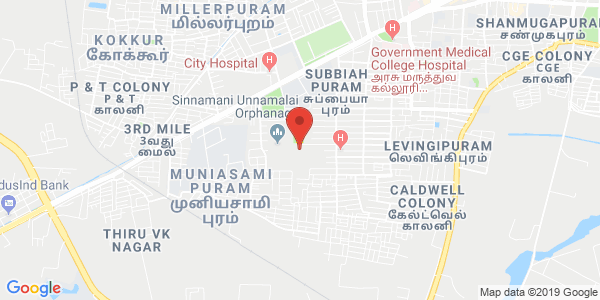 MILLERPURAM
மில்லர்புரம்
SHANMUGAPURAM
சண்முகபுரம்
KOKKUR
கோக்கூர்
Government Medical
College Hospital
அரசு மருத்துவ
கல்லூரி...
City Hospital
CGE COLONY
CGE
காலனி
SUBBIAH
PURAM
சுப்பையா
புரம்
P & T COLONY
P & T
காலனி
Sinnamani Unnamalai
Orphanag
3RD MILE
3வது
மைல்
LEVINGIPURAM
லெவிங்கிபுரம்
MUNIASAMI
PURAM
முனியசாமி
புரம்
dusInd Bank
CALDWELL
COLONY
கேல்ட்வெல்
காலனி
THIRU VK
NAGAR
Google
Map data ©2019 Google